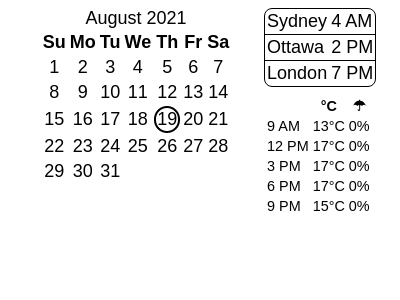 August 2021
Su Mo Tu We Th Fr Sa
1 2 3 4 5 6 7
8 9 10 11 12 13 14
15 16 17 18 19 20 21
22 23 24 25 26 27 28
29 30 31
Sydney 4 AM
Ottawa 2 PM
London 7 PM
°C ☂
9 AM 13°C 0%
12 PM 17°C 0%
3 PM 17°C 0%
6 PM 17°C 0%
9 PM 15°C 0%